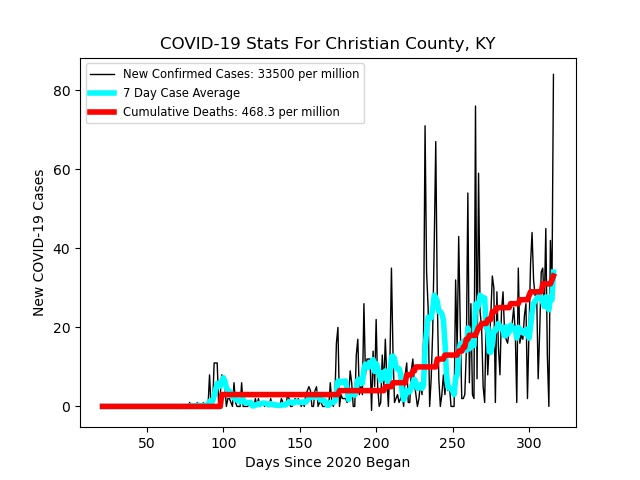 COVID-19 Stats For Christian County, KY
New Confirmed Cases: 33500 per million
7 Day Case Average
Cumulative Deaths: 468.3 per million
New COVID-19 Cases
80
60
40
20
0
50 100 150 200 250 300
Days Since 2020 Began